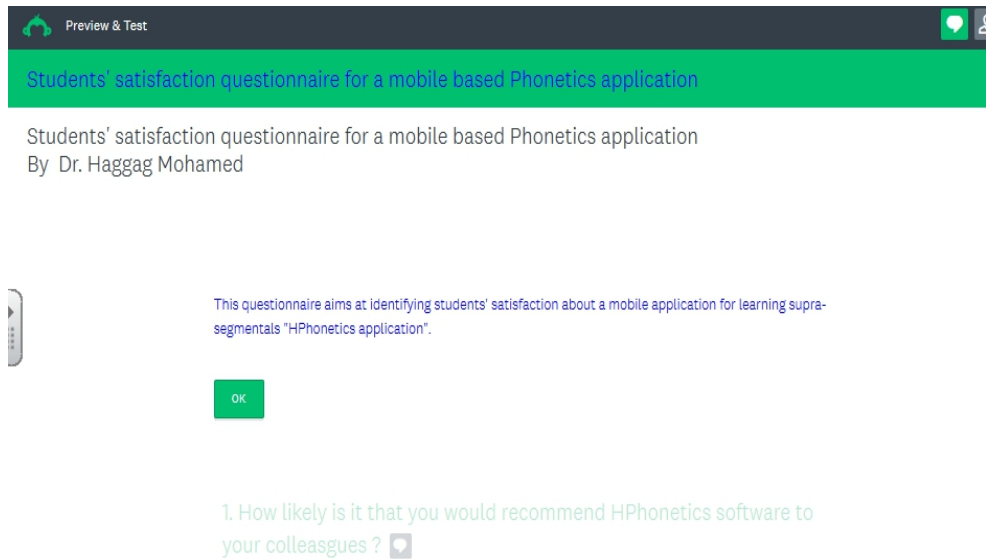 Preview & Test
Students' satisfaction questionnaire for a mobile based Phonetics application
Students' satisfaction questionnaire for a mobile based Phonetics application
By Dr. Haggag Mohamed
This questionnaire aims at identifying students' satisfaction about a mobile application for learning supra-
segmentals "HPhonetics application".
OK
1. How likely is it that you would recommend HPhonetics software to
your colleasgues ?